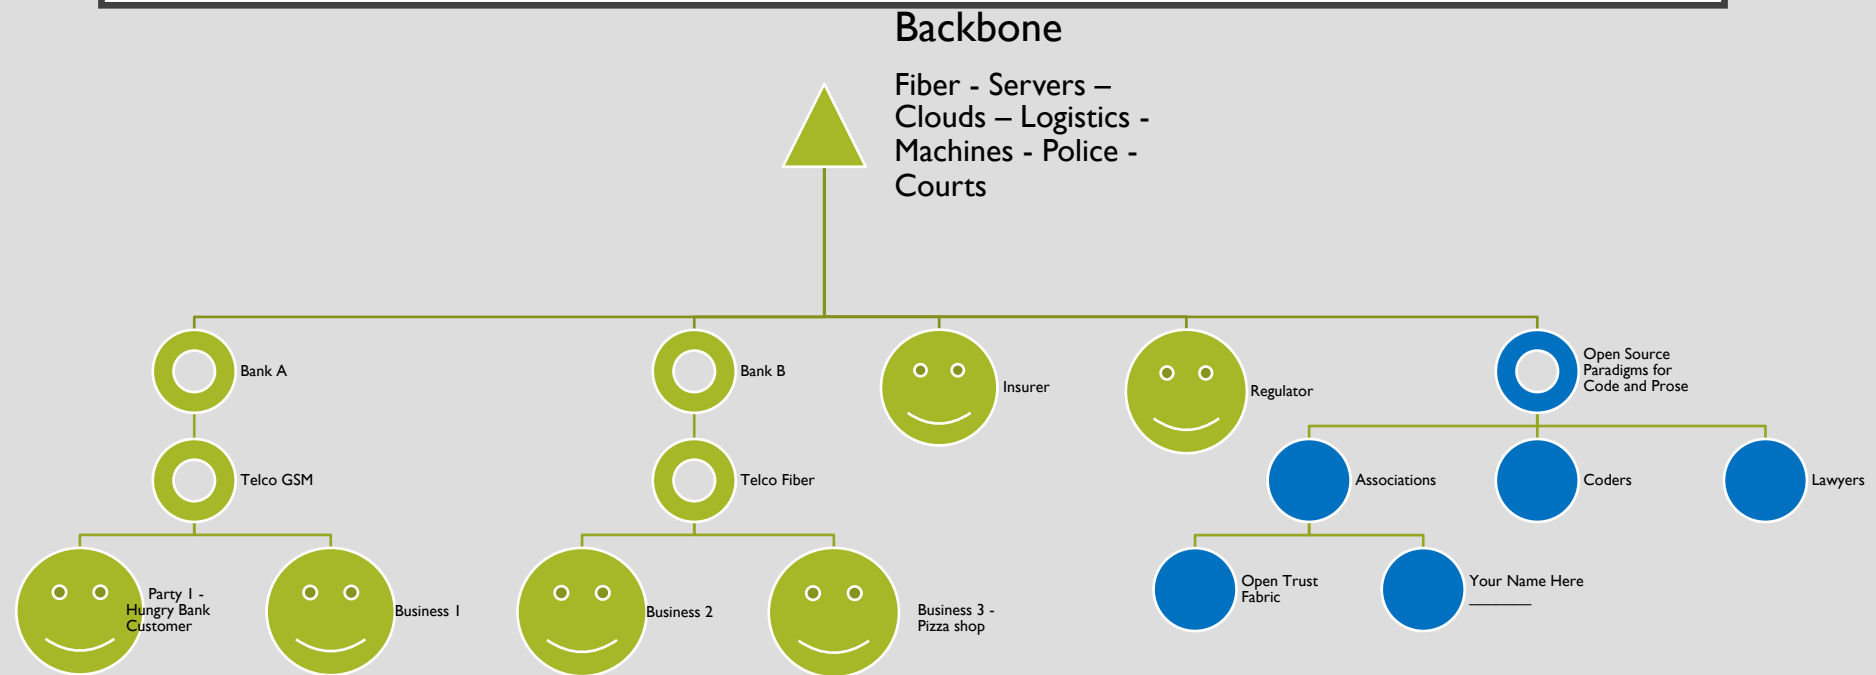 Backbone
Fiber - Servers –
Clouds – Logistics -
Machines - Police -
Courts
Bank A
Bank B
Insurer
Regulator
Open Source
Paradigms for
Code and Prose
Telco GSM
Telco Fiber
Associations
Coders
Lawyers
Party 1 -
Hungry Bank
Customer
Business 1
Business 2
Business 3 -
Pizza shop
Open Trust
Fabric
Your Name Here
________